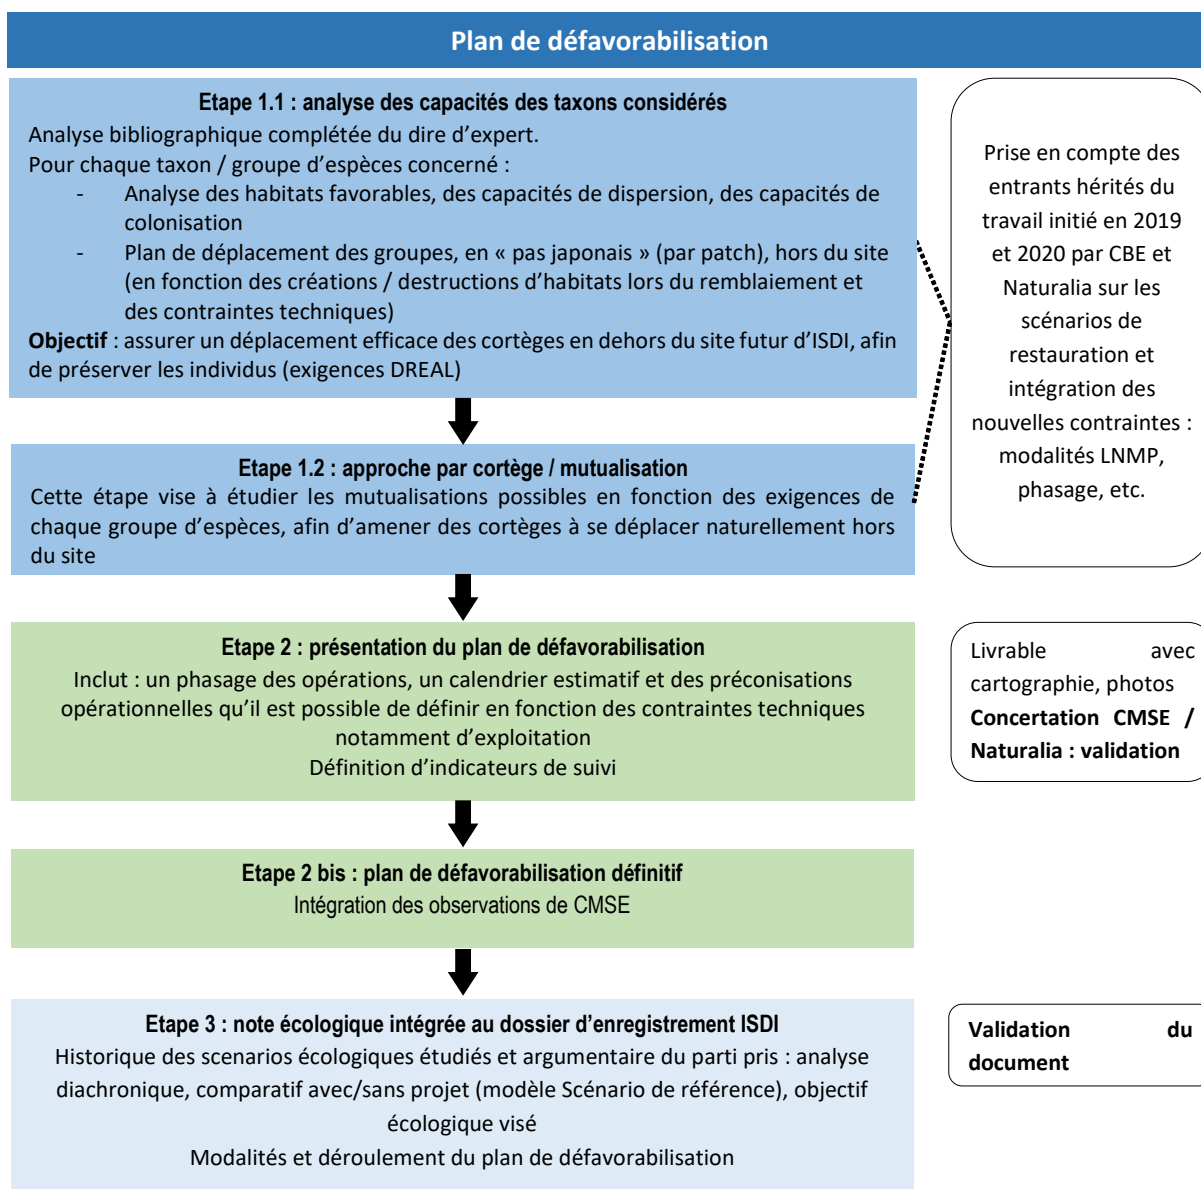 Plan de défavorabilisation
Etape 1.1 : analyse des capacités des taxons considérés
Analyse bibliographique complétée du dire d’expert.
Pour chaque taxon / groupe d’espèces concerné :
- Analyse des habitats favorables, des capacités de dispersion, des capacités de
colonisation
- Plan de déplacement des groupes, en « pas japonais » (par patch), hors du site
(en fonction des créations / destructions d’habitats lors du remblaiement et
des contraintes techniques)
Objectif : assurer un déplacement efficace des cortèges en dehors du site futur d’ISDI, afin
de préserver les individus (exigences DREAL)
Prise en compte des
entrants hérités du
travail initié en 2019
et 2020 par CBE et
Naturalia sur les
scénarios de
restauration et
intégration des
nouvelles contraintes :
modalités LNMP,
phasage, etc.
Etape 1.2 : approche par cortège / mutualisation
Cette étape vise à étudier les mutualisations possibles en fonction des exigences de
chaque groupe d’espèces, afin d’amener des cortèges à se déplacer naturellement hors
du site
Etape 2 : présentation du plan de défavorabilisation
Inclut : un phasage des opérations, un calendrier estimatif et des préconisations
opérationnelles qu’il est possible de définir en fonction des contraintes techniques
notamment d’exploitation
Définition d’indicateurs de suivi
Livrable avec
cartographie, photos
Concertation CMSE /
Naturalia : validation
Etape 2 bis : plan de défavorabilisation définitif
Intégration des observations de CMSE
Etape 3 : note écologique intégrée au dossier d’enregistrement ISDI
Historique des scenarios écologiques étudiés et argumentaire du parti pris : analyse
diachronique, comparatif avec/sans projet (modèle Scénario de référence), objectif
écologique visé
Modalités et déroulement du plan de défavorabilisation
Validation du
document